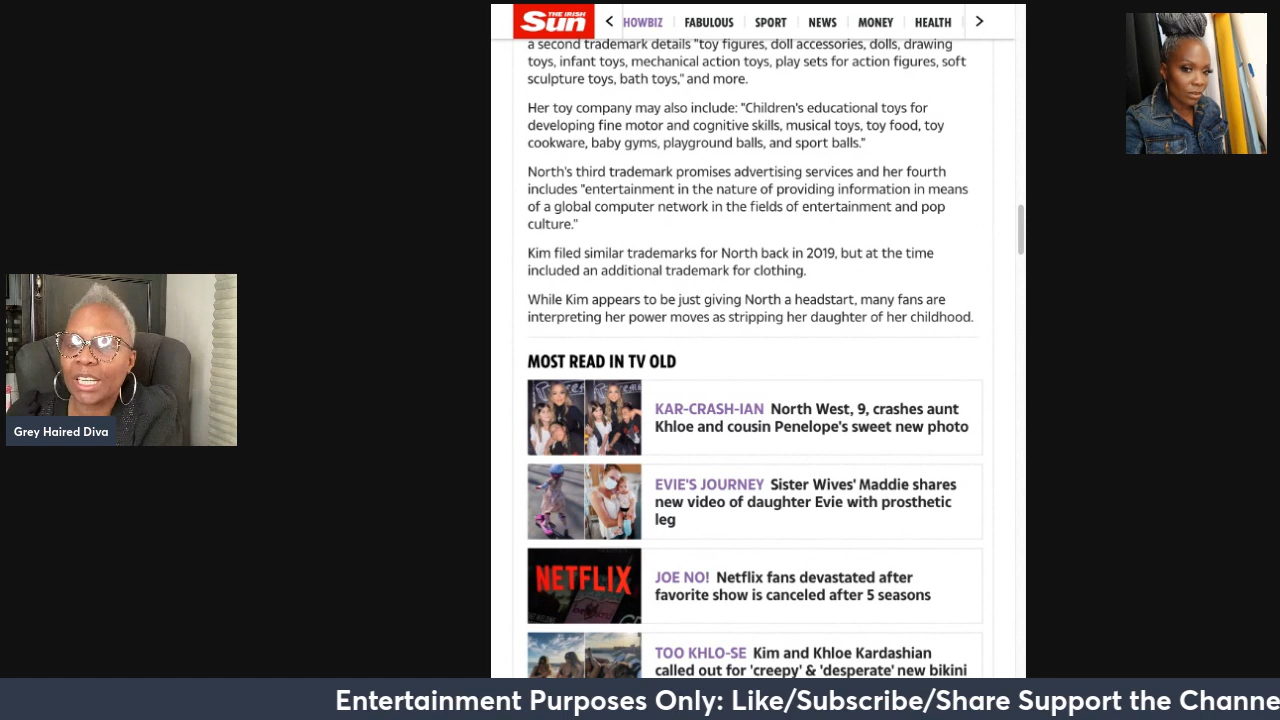 THE IRISH
Sun
HOWBIZ
FABULOUS
SPORT
NEWS
MONEY
HEALTH
a second trademark details "toy figures, doll accessories, dolls, drawing
toys, infant toys, mechanical action toys, play sets for action figures, soft
sculpture toys, bath toys," and more.
Her toy company may also include: "Children's educational toys for
developing fine motor and cognitive skills, musical toys, toy food, toy
cookware, baby gyms, playground balls, and sport balls."
North's third trademark promises advertising services and her fourth
includes "entertainment in the nature of providing information in means
of a global computer network in the fields of entertainment and pop
culture."
Kim filed similar trademarks for North back in 2019, but at the time
included an additional trademark for clothing.
While Kim appears to be just giving North a headstart, many fans are
interpreting her power moves as stripping her daughter of her childhood.
MOST READ IN TV OLD
KAR-CRASH-IAN North West, 9, crashes aunt
Khloe and cousin Penelope's sweet new photo
EVIE'S JOURNEY Sister Wives' Maddie shares
new video of daughter Evie with prosthetic
leg
NETFLIX
JOE NO! Netflix fans devastated after
favorite show is canceled after 5 seasons
TOO KHLO-SE Kim and Khloe Kardashian
called out for 'creepy' & 'desperate' new bikini
Grey Haired Diva
Entertainment Purposes Only: Like/Subscribe/Share Support the Channe